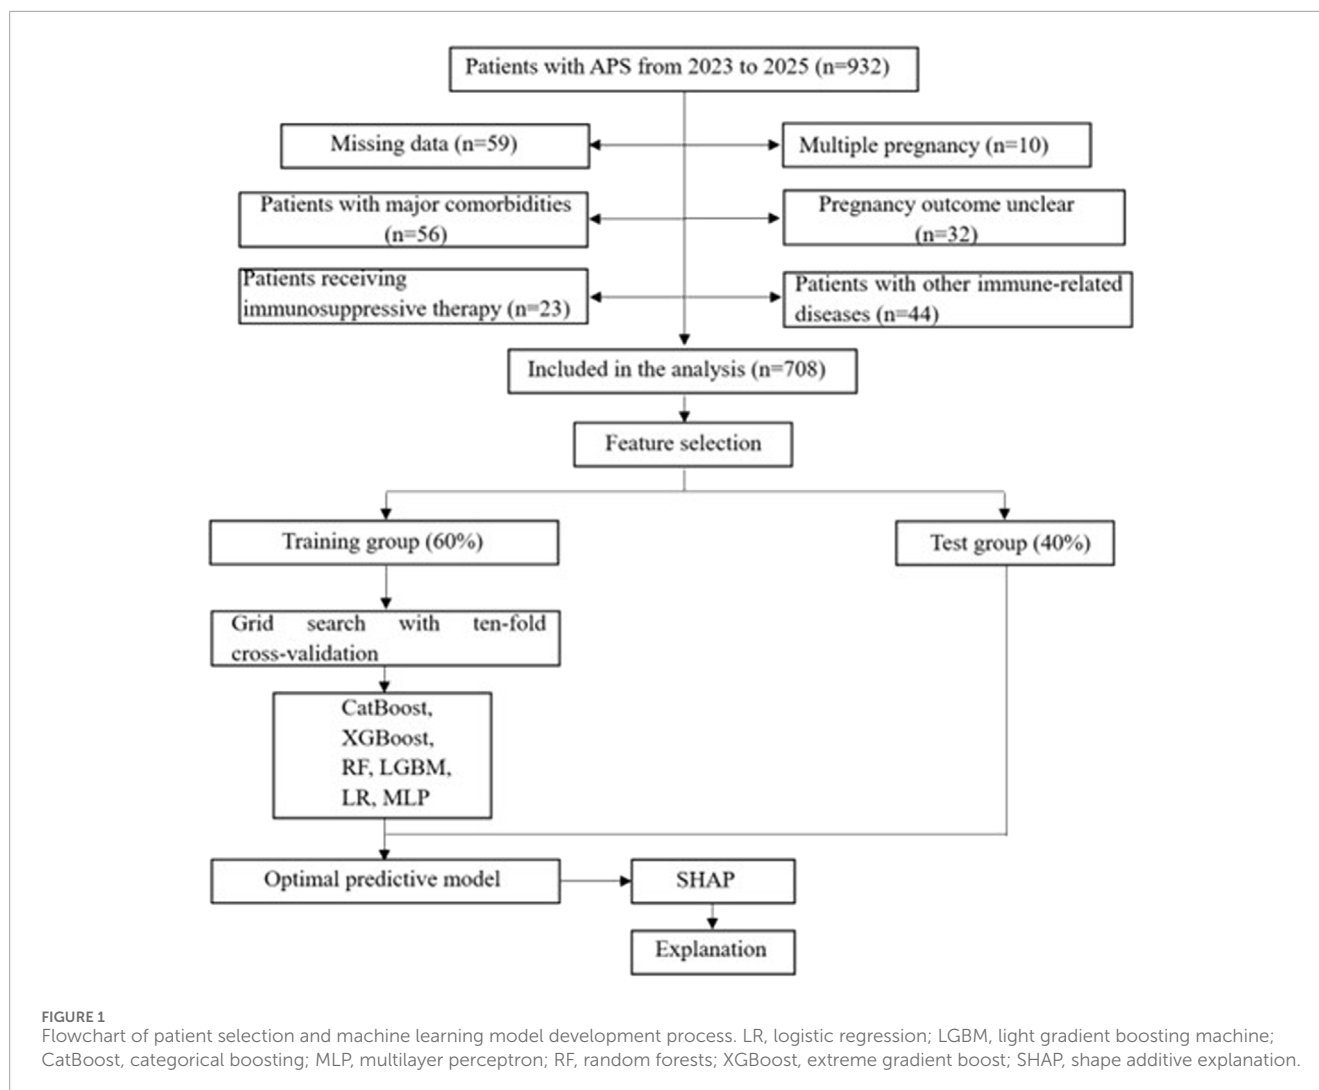 Patients with APS from 2023 to 2025 (n=932)
Missing data (n=59)
Multiple pregnancy (n=10)
Patients with major comorbidities
(n=56)
Pregnancy outcome unclear
(n=32)
Patients receiving
immunosuppressive therapy (n=23)
Patients with other immune-related
diseases (n=44)
Included in the analysis (n=708)
Feature selection
Training group (60%)
Test group (40%)
Grid search with ten-fold
cross-validation
CatBoost,
XGBoost,
RF, LGBM,
LR, MLP
Optimal predictive model
SHAP
Explanation
FIGURE 1
Flowchart of patient selection and machine learning model development process. LR, logistic regression; LGBM, light gradient boosting machine;
CatBoost, categorical boosting; MLP, multilayer perceptron; RF, random forests; XGBoost, extreme gradient boost; SHAP, shape additive explanation.